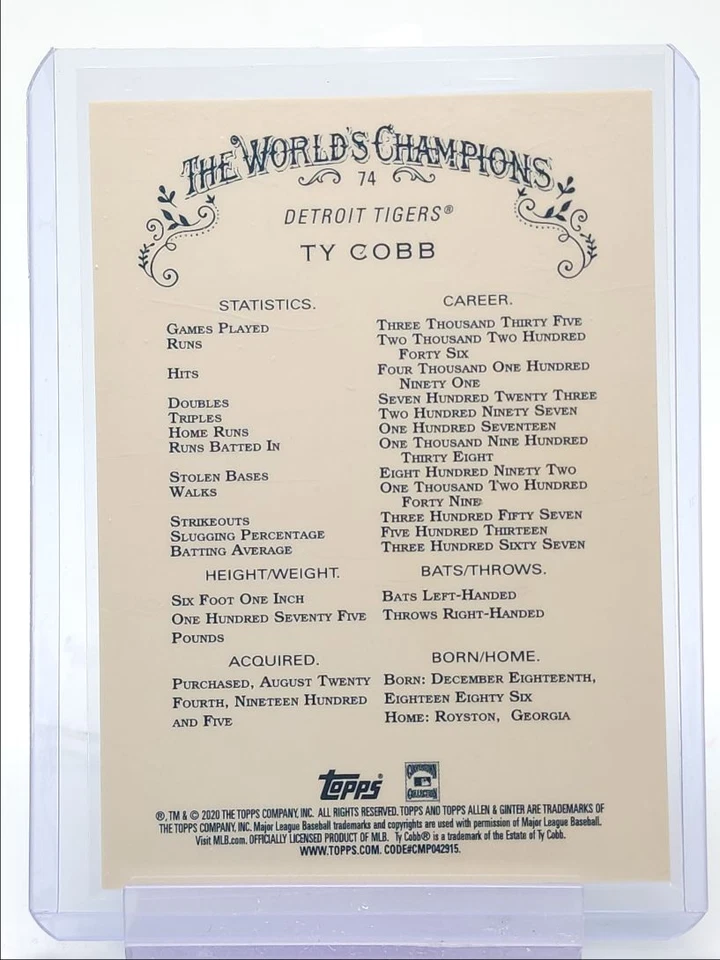 THE WORLD'S CHAMPIONS
74
DETROIT TIGERS®
TY COBB
STATISTICS. CAREER.
GAMES PLAYED THREE THOUSAND THIRTY FIVE
RUNS TWO THOUSAND TWO HUNDRED
FORTY SIX
HITS FOUR THOUSAND ONE HUNDRED
NINETY ONE
DOUBLES SEVEN HUNDRED TWENTY THREE
TRIPLES TWO HUNDRED NINETY SEVEN
HOME RUNS ONE HUNDRED SEVENTEEN
RUNS BATTED IN ONE THOUSAND NINE HUNDRED
THIRTY EIGHT
STOLEN BASES EIGHT HUNDRED NINETY TWO
WALKS ONE THOUSAND TWO HUNDRED
FORTY NINE
STRIKEOUTS THREE HUNDRED FIFTY SEVEN
SLUGGING PERCENTAGE FIVE HUNDRED THIRTEEN
BATTING AVERAGE THREE HUNDRED SIXTY SEVEN
HEIGHT/WEIGHT. BATS/THROWS.
SIX FOOT ONE INCH BATS LEFT-HANDED
ONE HUNDRED SEVENTY FIVE THROWS RIGHT-HANDED
POUNDS
ACQUIRED. BORN/HOME.
PURCHASED, AUGUST TWENTY BORN: DECEMBER EIGHTEENTH,
FOURTH, NINETEEN HUNDRED EIGHTEEN EIGHTY SIX
AND FIVE HOME: ROYSTON, GEORGIA
Topps® COOPERSTOWN COLLECTION
®, TM & © 2020 THE TOPPS COMPANY, INC. ALL RIGHTS RESERVED. TOPPS AND TOPPS ALLEN & GINTER ARE TRADEMARKS OF
THE TOPPS COMPANY, INC. Major League Baseball trademarks and copyrights are used with permission of Major League Baseball.
Visit MLB.com. OFFICIALLY LICENSED PRODUCT OF MLB. Ty Cobb® is a trademark of the Estate of Ty Cobb.
WWW.TOPPS.COM. CODE#CMP042915.